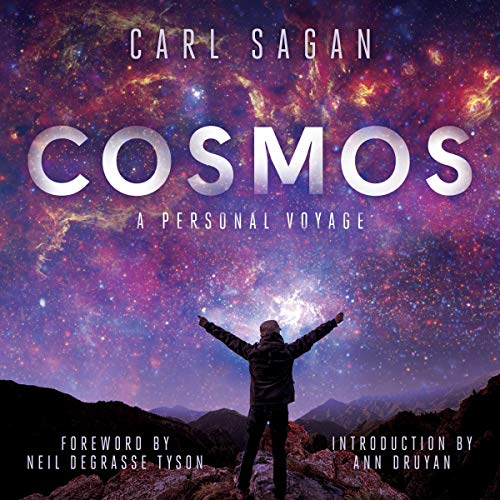 CARL SAGAN
COSMOS
A PERSONAL VOYAGE
FOREWORD BY
NEIL DEGRASSE TYSON
INTRODUCTION BY
ANN DRUYAN